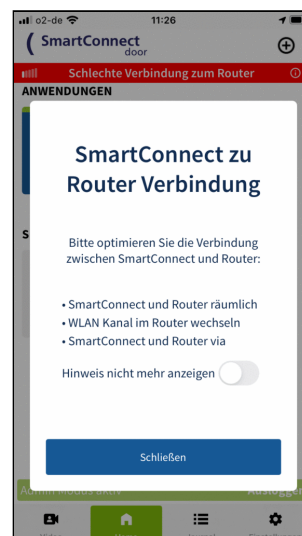 o2-de 11:26
SmartConnect
door
Schlechte Verbindung zum Router
ANWENDUNGEN
SmartConnect zu
Router Verbindung
Bitte optimieren Sie die Verbindung
zwischen SmartConnect und Router:
• SmartConnect und Router räumlich
• WLAN Kanal im Router wechseln
• SmartConnect und Router via
Hinweis nicht mehr anzeigen
Schließen
Admin Modus aktiv